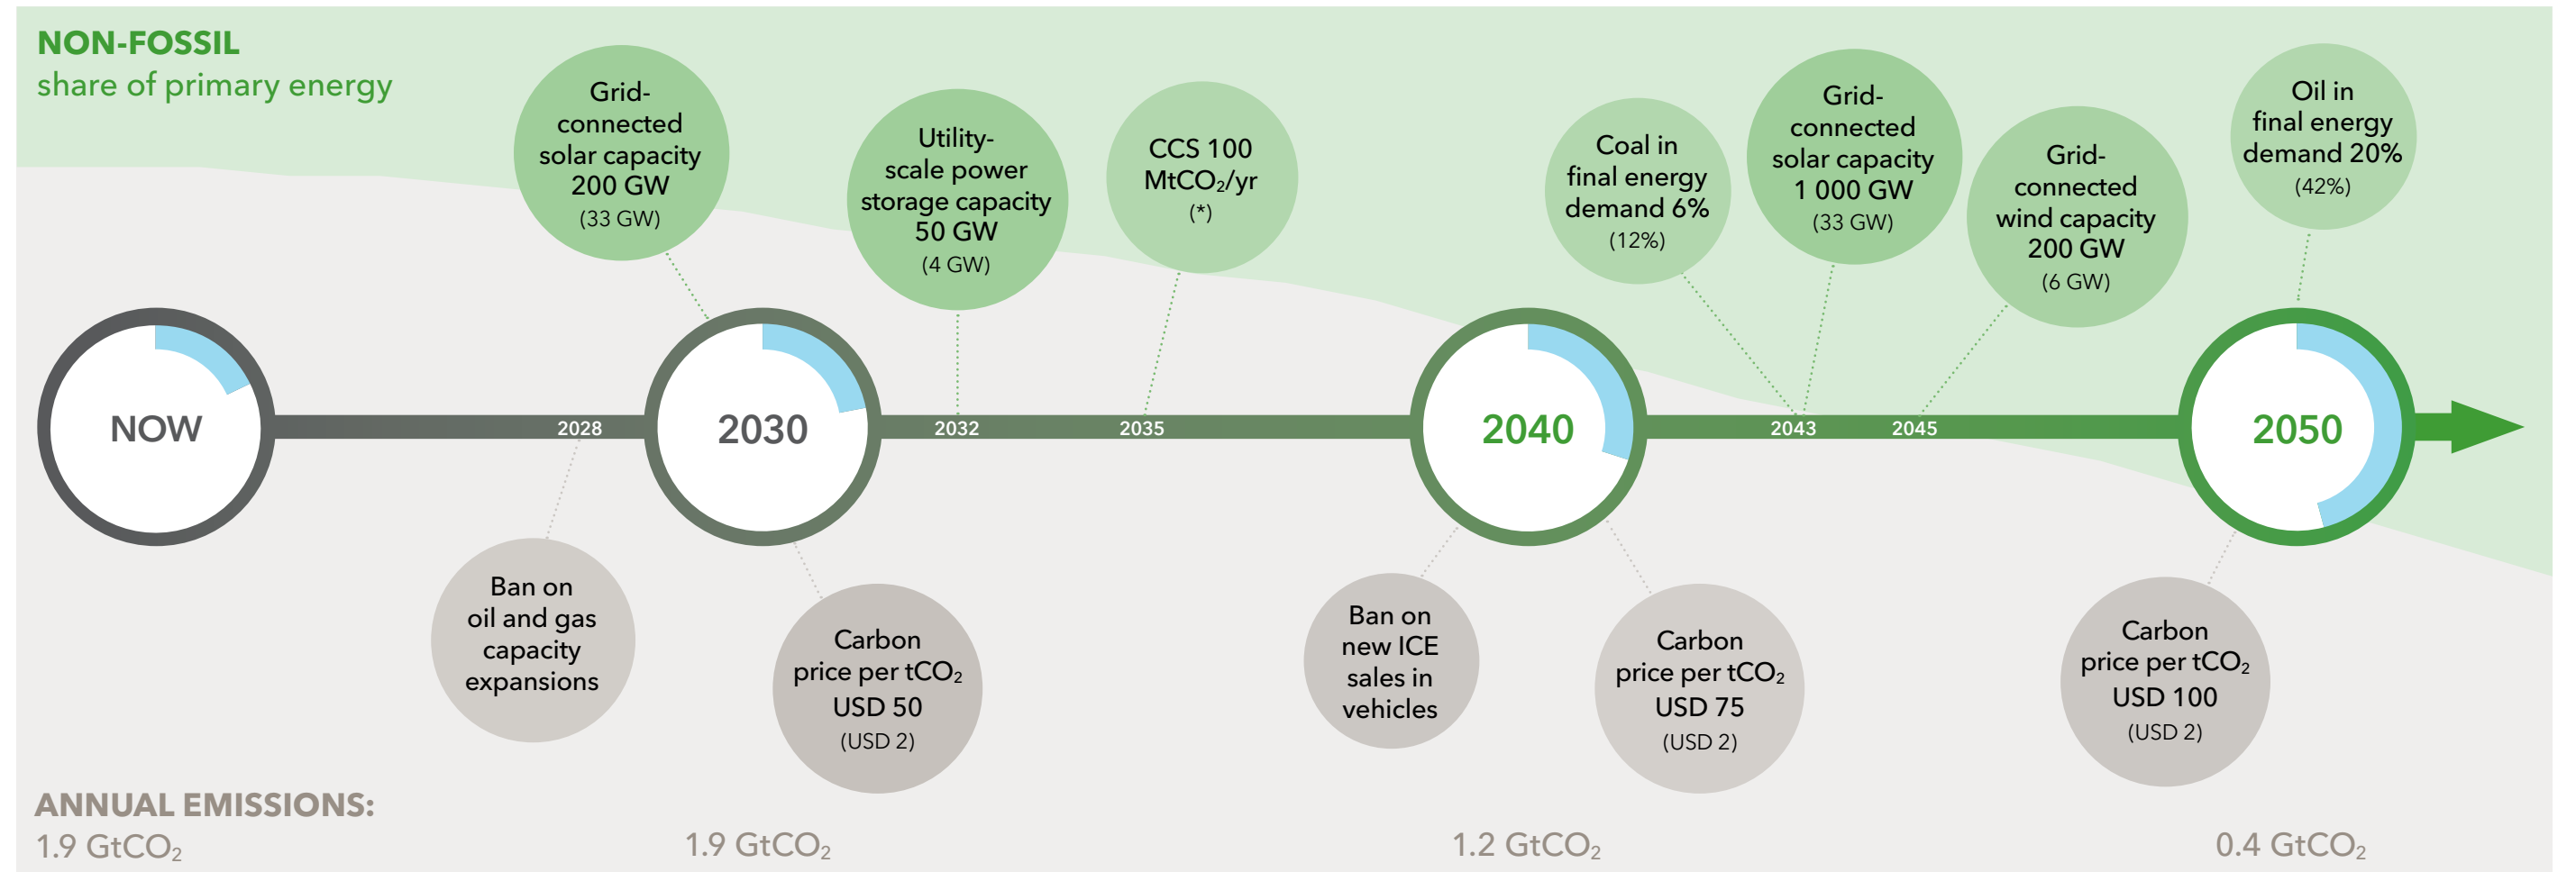 NON-FOSSIL
share of primary energy
Grid-
connected
solar capacity
200 GW
(33 GW)
Utility-
scale power
storage capacity
50 GW
(4 GW)
CCS 100
MtCO₂/yr
(*)
Coal in
final energy
demand 6%
(12%)
Grid-
connected
solar capacity
1 000 GW
(33 GW)
Grid-
connected
wind capacity
200 GW
(6 GW)
Oil in
final energy
demand 20%
(42%)
NOW
2028
2030
2032
2035
2040
2043
2045
2050
Ban on
oil and gas
capacity
expansions
Carbon
price per tCO₂
USD 50
(USD 2)
Ban on
new ICE
sales in
vehicles
Carbon
price per tCO₂
USD 75
(USD 2)
Carbon
price per tCO₂
USD 100
(USD 2)
ANNUAL EMISSIONS:
1.9 GtCO₂
1.9 GtCO₂
1.2 GtCO₂
0.4 GtCO₂